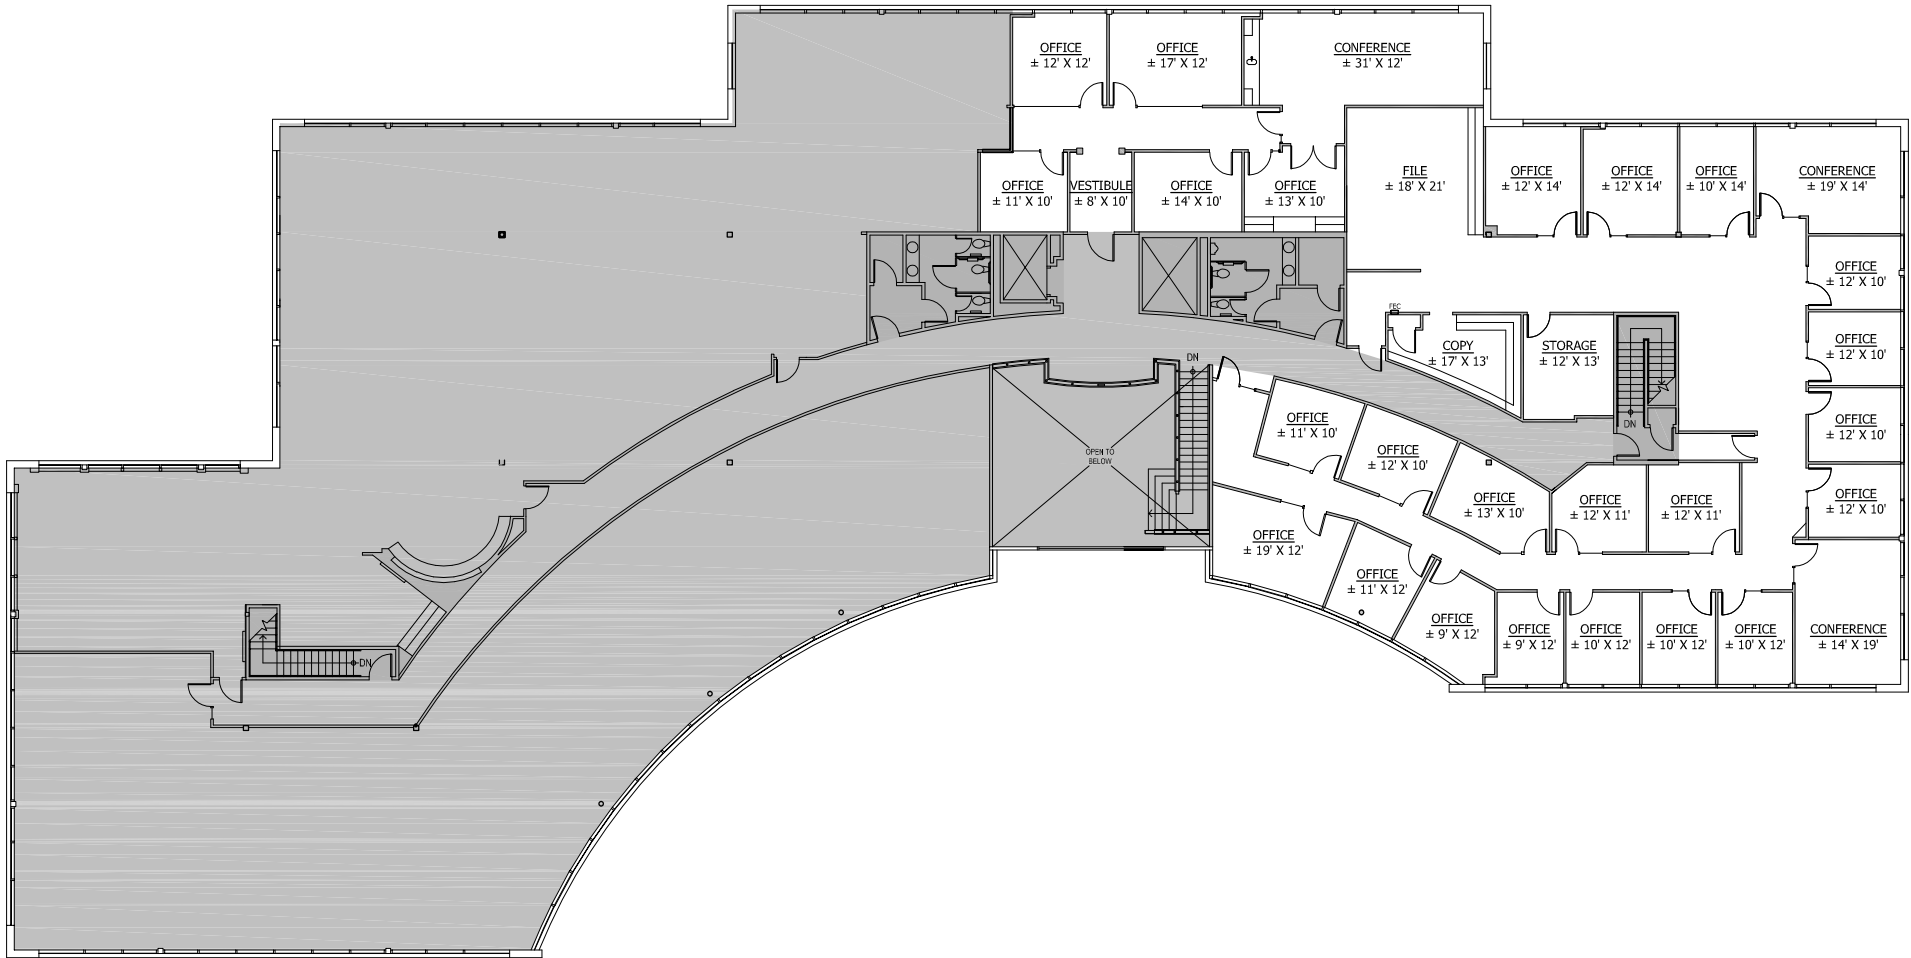 OFFICE
± 12' X 12'
OFFICE
± 17' X 12'
CONFERENCE
± 31' X 12'
OFFICE
± 11' X 10'
VESTIBULE
± 8' X 10'
OFFICE
± 14' X 10'
OFFICE
± 13' X 10'
FILE
± 18' X 21'
OFFICE
± 12' X 14'
OFFICE
± 12' X 14'
OFFICE
± 10' X 14'
CONFERENCE
± 19' X 14'
OFFICE
± 12' X 10'
FEC
COPY
± 17' X 13'
STORAGE
± 12' X 13'
OFFICE
± 12' X 10'
DN
OFFICE
± 11' X 10'
OFFICE
± 12' X 10'
DN
OFFICE
± 12' X 10'
OPEN TO
BELOW
OFFICE
± 13' X 10'
OFFICE
± 12' X 11'
OFFICE
± 12' X 11'
OFFICE
± 12' X 10'
OFFICE
± 19' X 12'
OFFICE
± 11' X 12'
OFFICE
± 9' X 12'
OFFICE
± 9' X 12'
OFFICE
± 10' X 12'
OFFICE
± 10' X 12'
OFFICE
± 10' X 12'
CONFERENCE
± 14' X 19'
DN